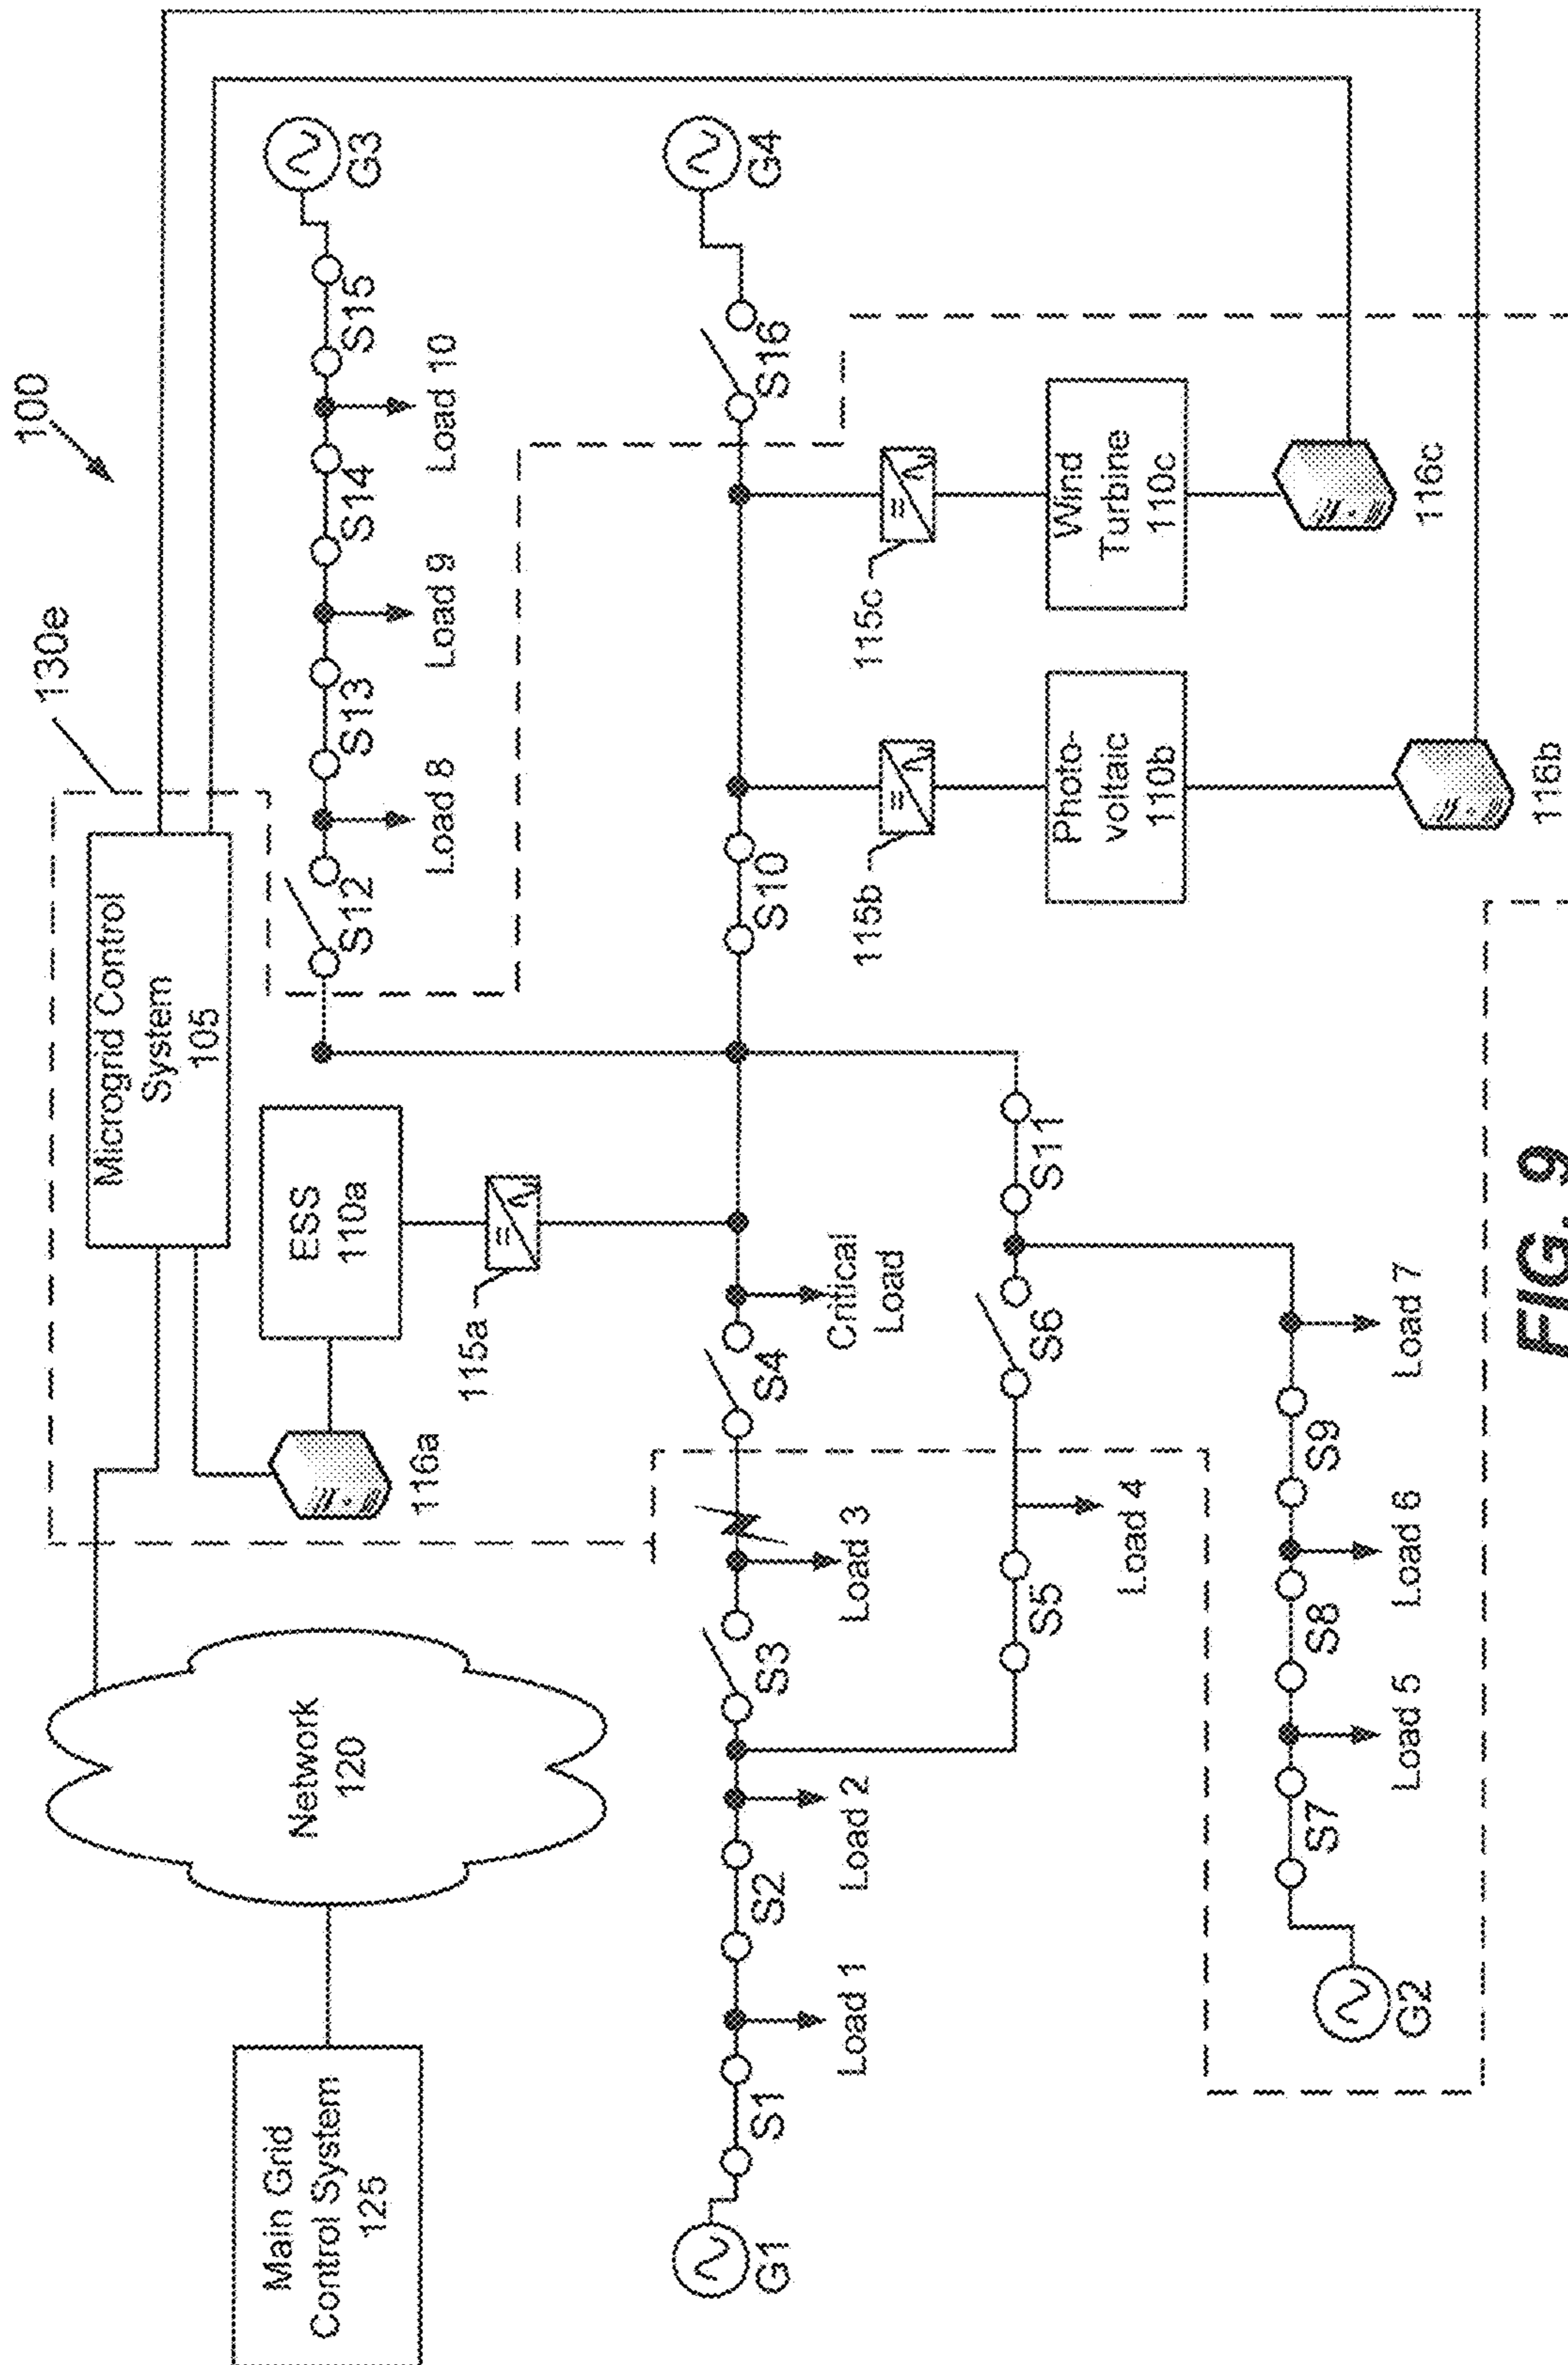 100
130e
Main Grid
Control System
125
Network
120
Microgrid Control
System
105
116a
ESS
110a
115a
S12
S13
S14
S15
G3
Load 8
Load 9
Load 10
G1
S1
S2
S3
S4
S10
S16
G4
Load 1
Load 2
Load 3
Critical
Load
115b
115c
S5
S6
S11
Load 4
Photo-
voltaic
110b
Wind
Turbine
110c
G2
S7
S8
S9
Load 5
Load 6
Load 7
116b
116c
FIG. 9